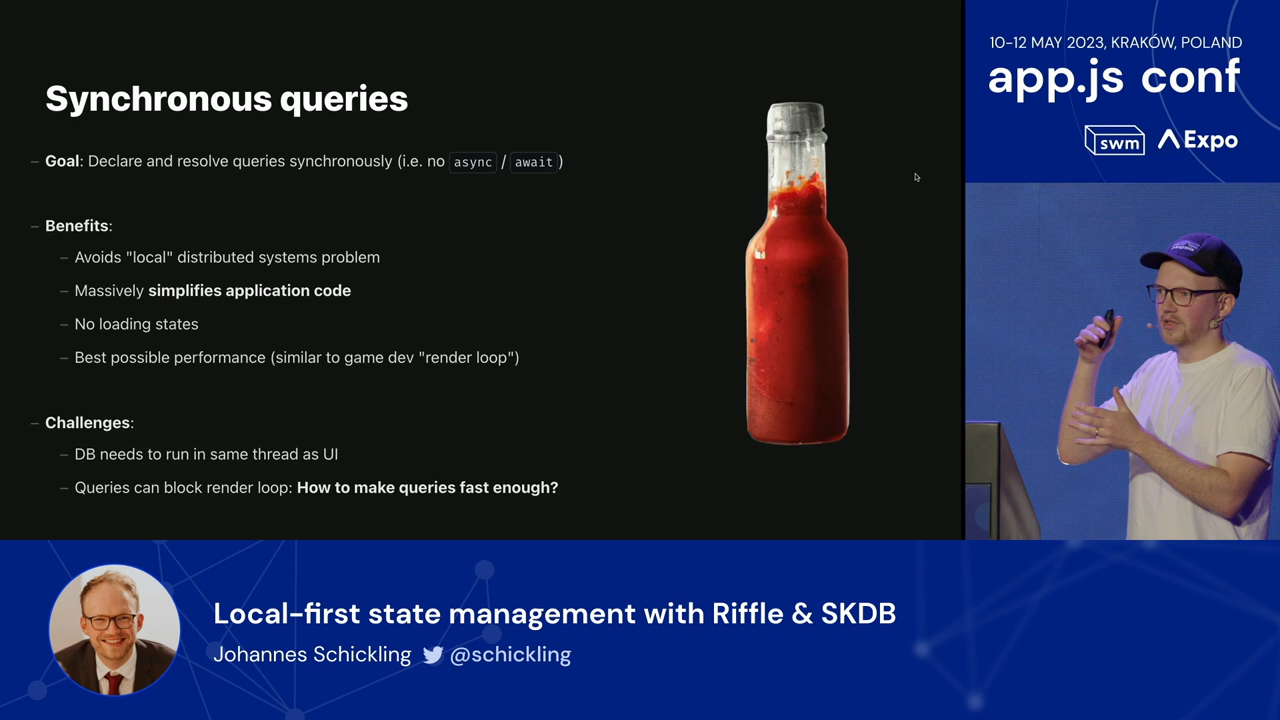 Synchronous queries
– Goal: Declare and resolve queries synchronously (i.e. no async / await)
– Benefits:
– Avoids "local" distributed systems problem
– Massively simplifies application code
– No loading states
– Best possible performance (similar to game dev "render loop")
– Challenges:
– DB needs to run in same thread as UI
– Queries can block render loop: How to make queries fast enough?
10–12 MAY 2023, KRAKÓW, POLAND
app.js conf
swm Expo
Local–first state management with Riffle & SKDB
Johannes Schickling @schickling